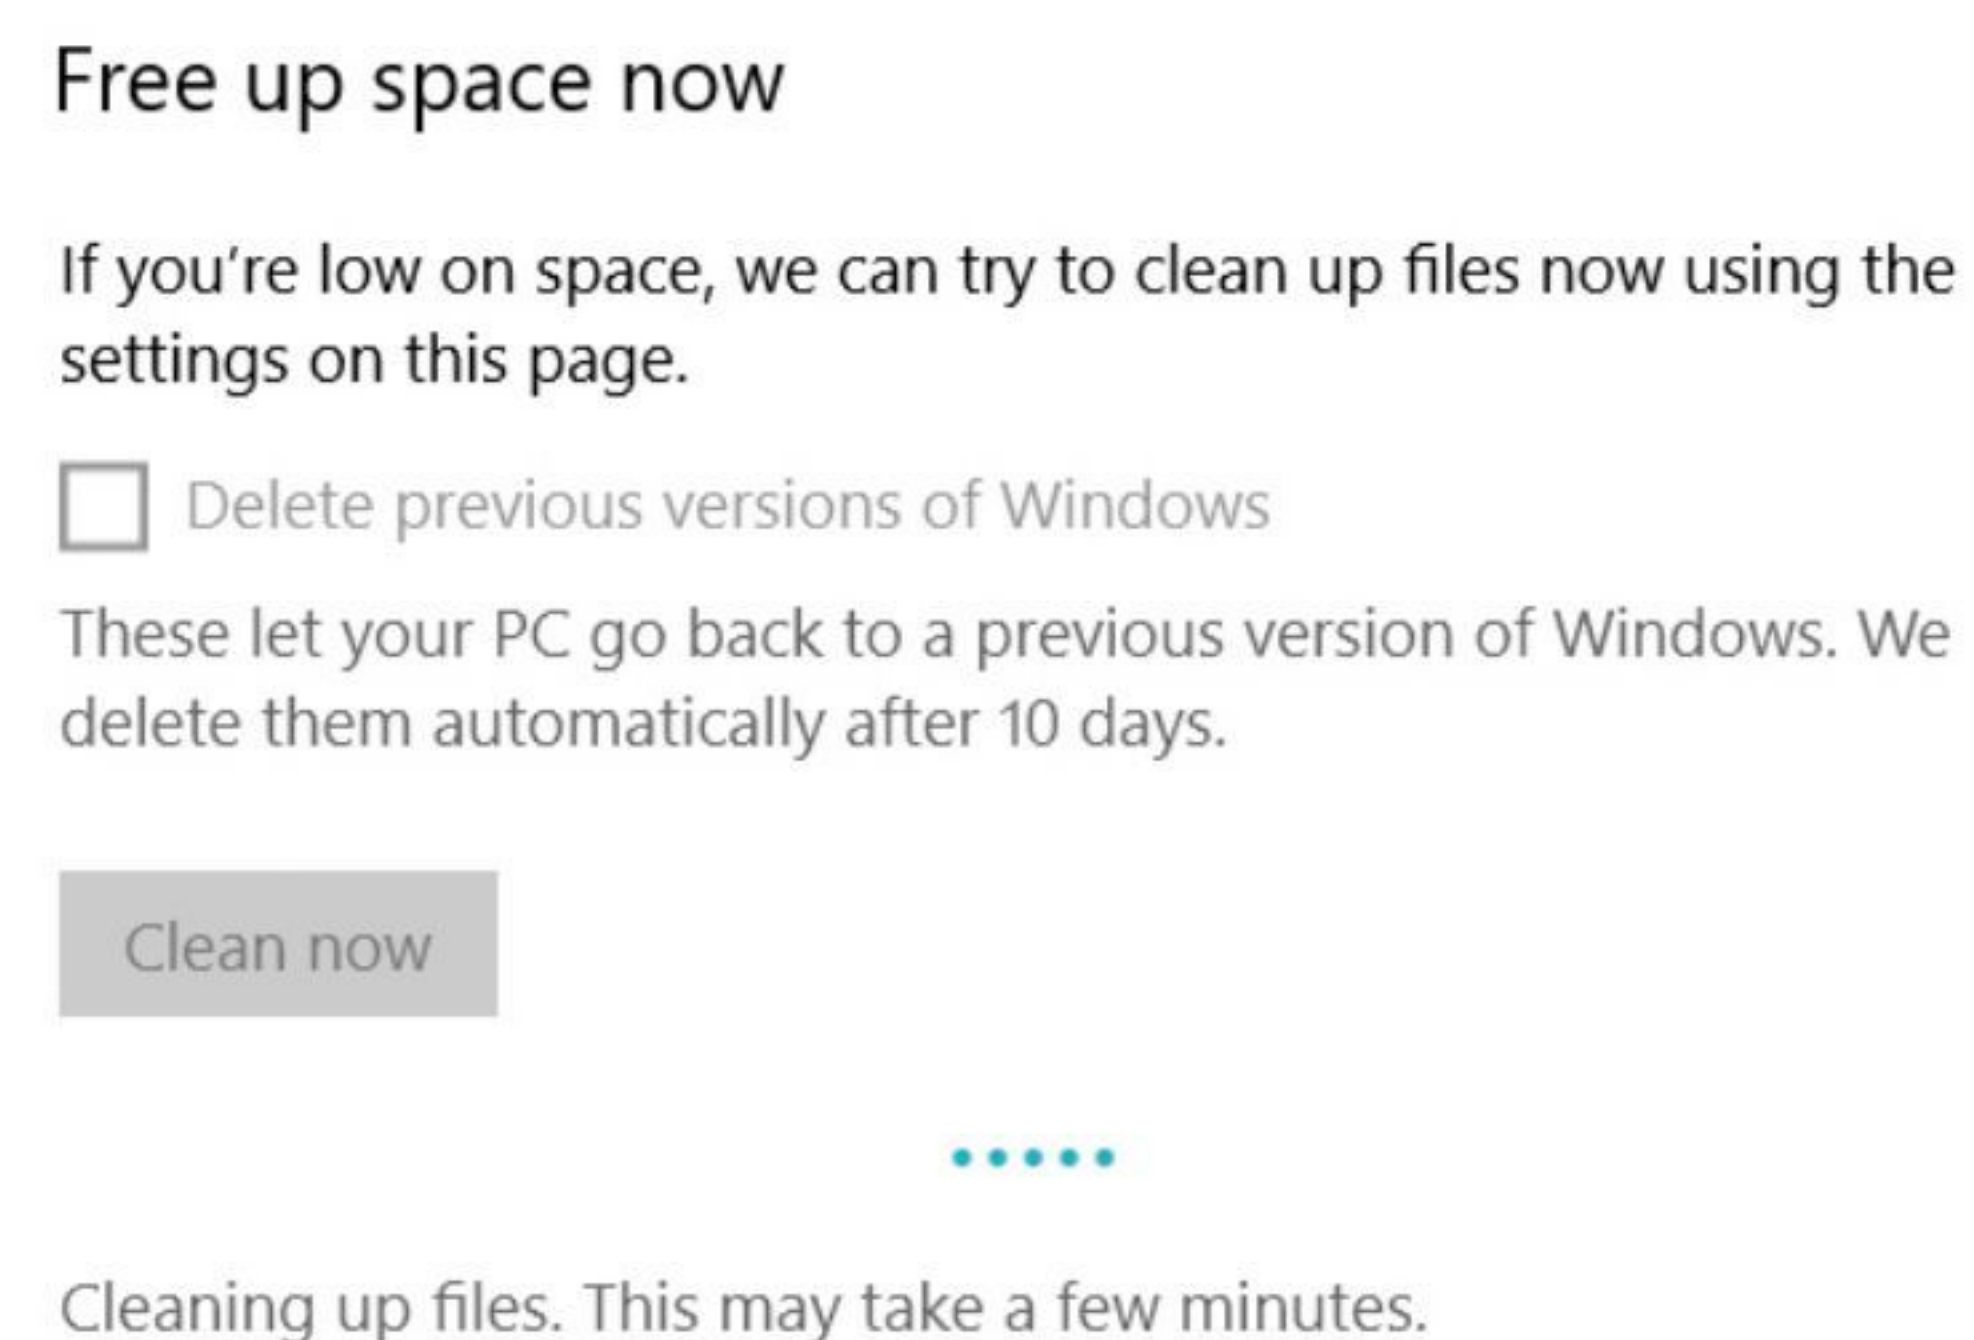 Free up space now
If you're low on space, we can try to clean up files now using the
settings on this page.
Delete previous versions of Windows
These let your PC go back to a previous version of Windows. We
delete them automatically after 10 days.
Clean now
Cleaning up files. This may take a few minutes.